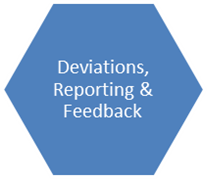 Deviations,
Reporting &
Feedback